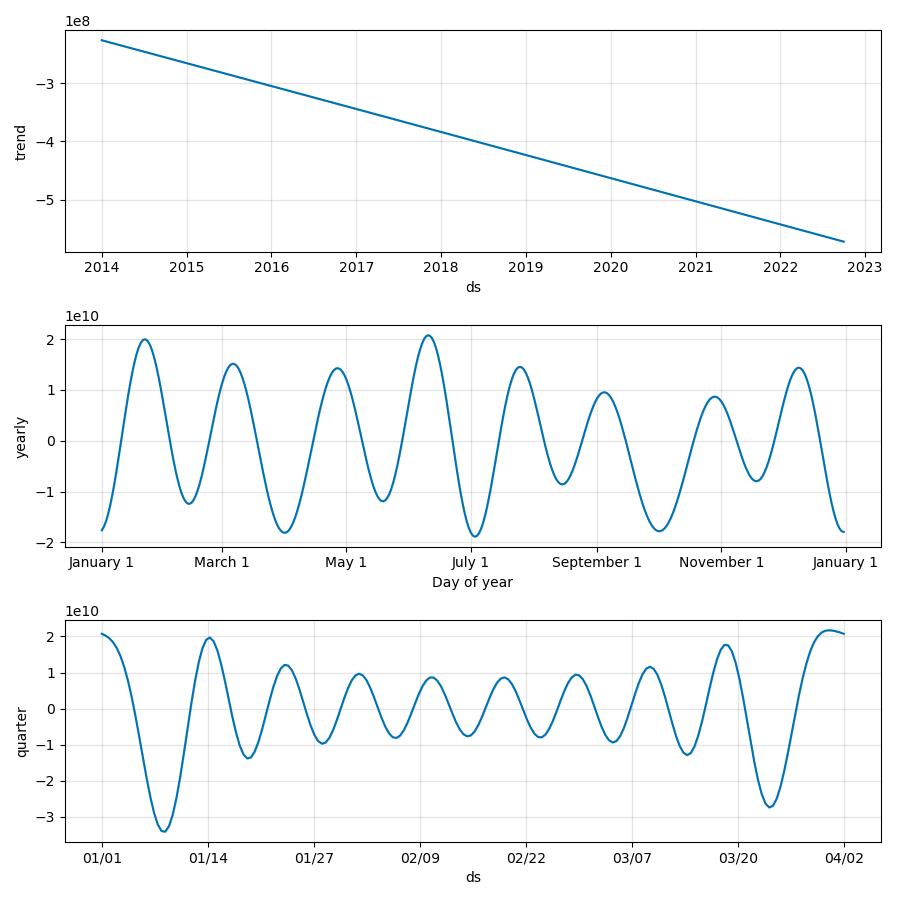 1e8
trend
−3
−4
−5
2014 2015 2016 2017 2018 2019 2020 2021 2022 2023
ds
1e10
yearly
2
1
0
−1
−2
January 1 March 1 May 1 July 1 September 1 November 1 January 1
Day of year
1e10
quarter
2
1
0
−1
−2
−3
01/01 01/14 01/27 02/09 02/22 03/07 03/20 04/02
ds